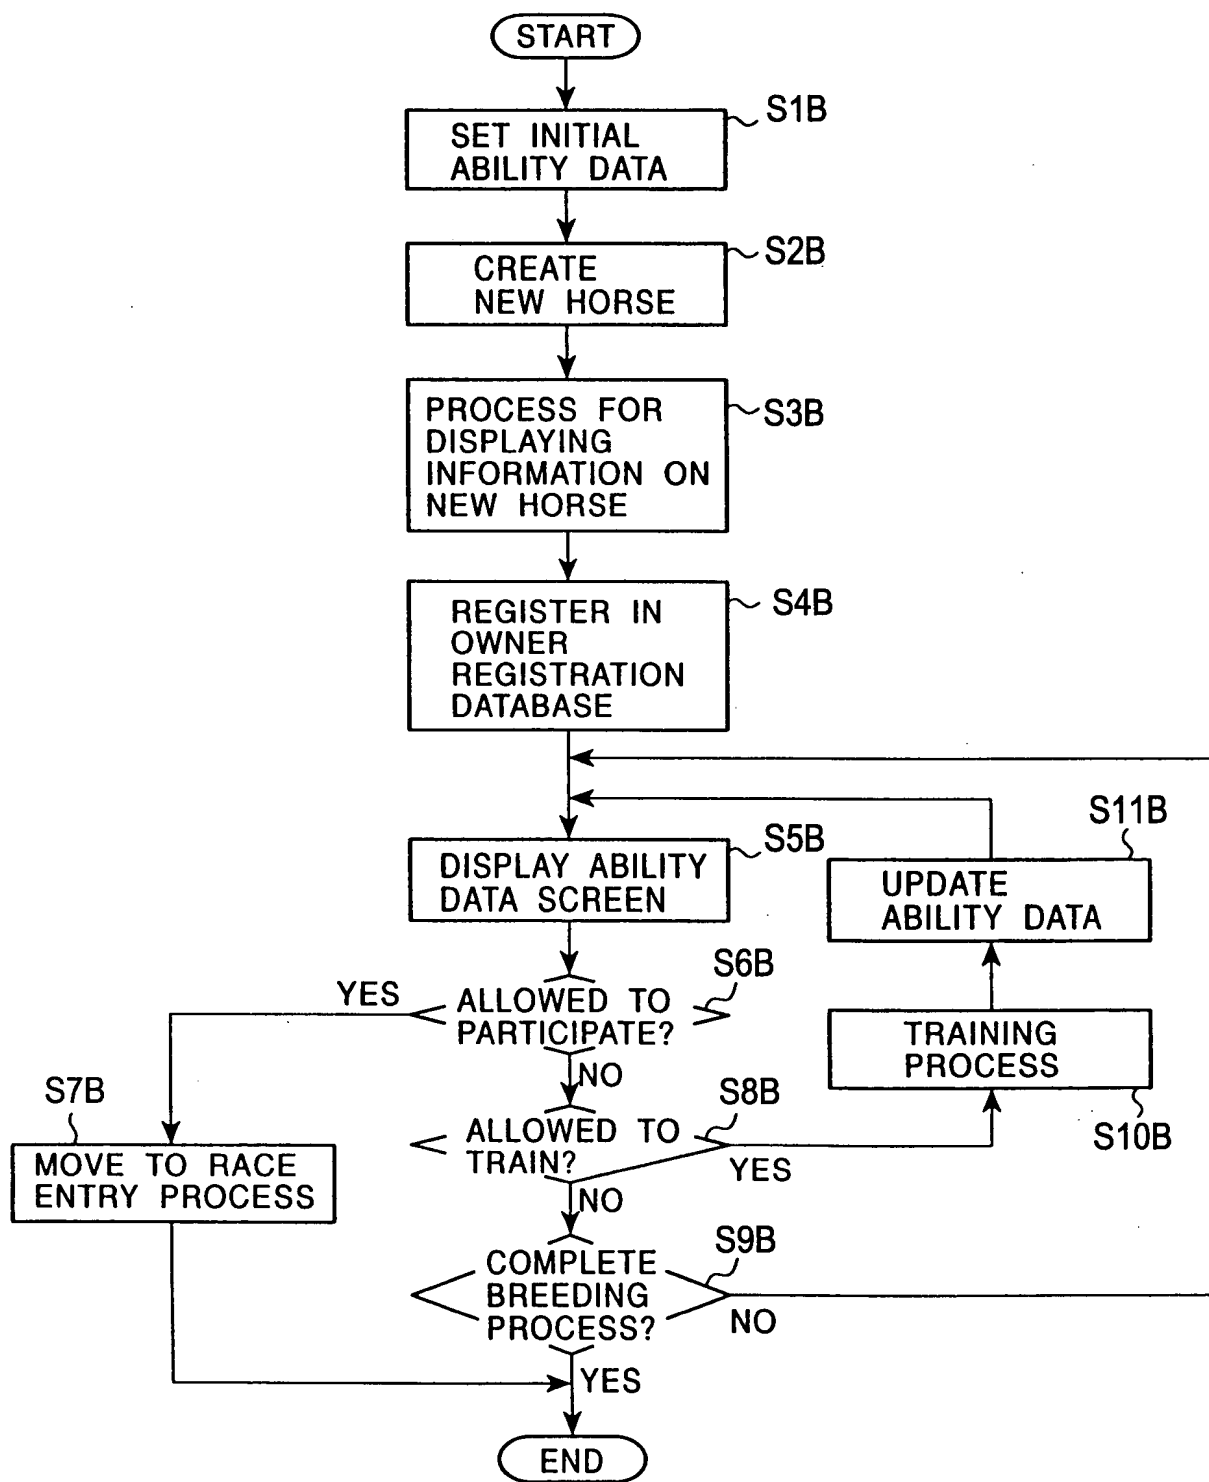 START
S1B
SET INITIAL
ABILITY DATA
S2B
CREATE
NEW HORSE
S3B
PROCESS FOR
DISPLAYING
INFORMATION ON
NEW HORSE
S4B
REGISTER IN
OWNER
REGISTRATION
DATABASE
S5B
DISPLAY ABILITY
DATA SCREEN
S11B
UPDATE
ABILITY DATA
S6B
YES
ALLOWED TO
PARTICIPATE?
NO
TRAINING
PROCESS
S10B
S7B
MOVE TO RACE
ENTRY PROCESS
S8B
ALLOWED TO
TRAIN?
YES
NO
S9B
COMPLETE
BREEDING
PROCESS?
NO
YES
END